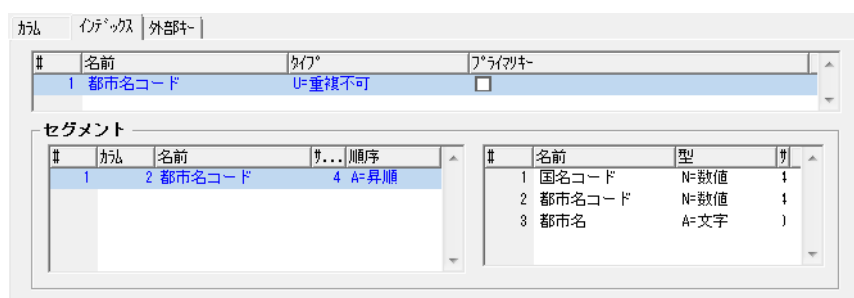 ｶﾗﾑ ｲﾝﾃﾞｯｸｽ 外部ｷｰ
# 名前 ﾀｲﾌﾟ ﾌﾟﾗｲﾏﾘｷｰ
1 都市名コード U=重複不可
セグメント
# ｶﾗﾑ 名前 ｻ... 順序
1 2 都市名コード 4 A=昇順
# 名前 型 ｻ
1 国名コード N=数値
2 都市名コード N=数値
3 都市名 A=文字